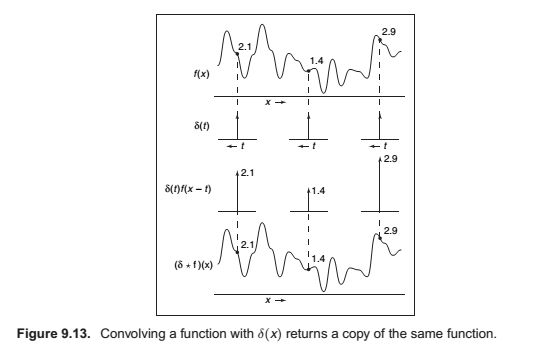 2.9
2.1
1.4
f(x)
x →
δ(t)
← t ← t ← t
2.9
2.1
δ(t)f(x − t)
1.4
2.9
2.1
1.4
(δ ⋆ f)(x)
x →
Figure 9.13. Convolving a function with δ(x) returns a copy of the same function.